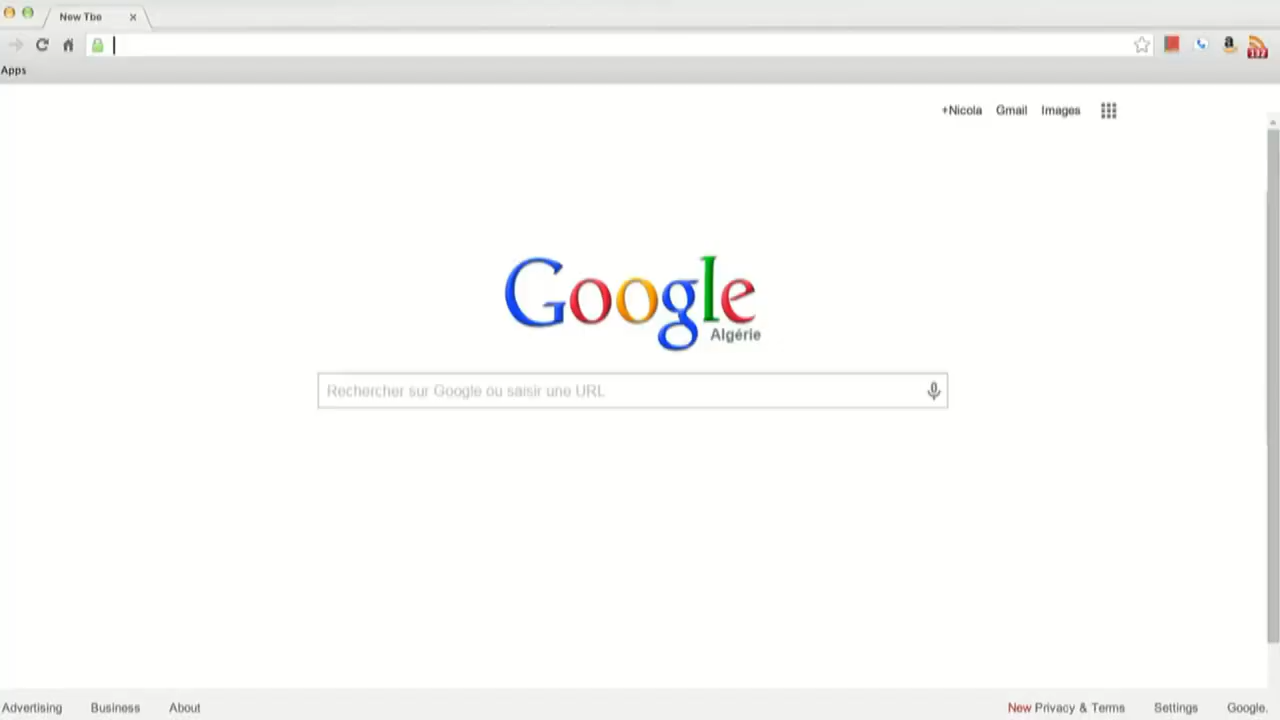 New Tbe
Apps
+Nicola Gmail Images
Google
Algérie
Rechercher sur Google ou saisir une URL
a
132
Advertising Business About New Privacy & Terms Settings Google.